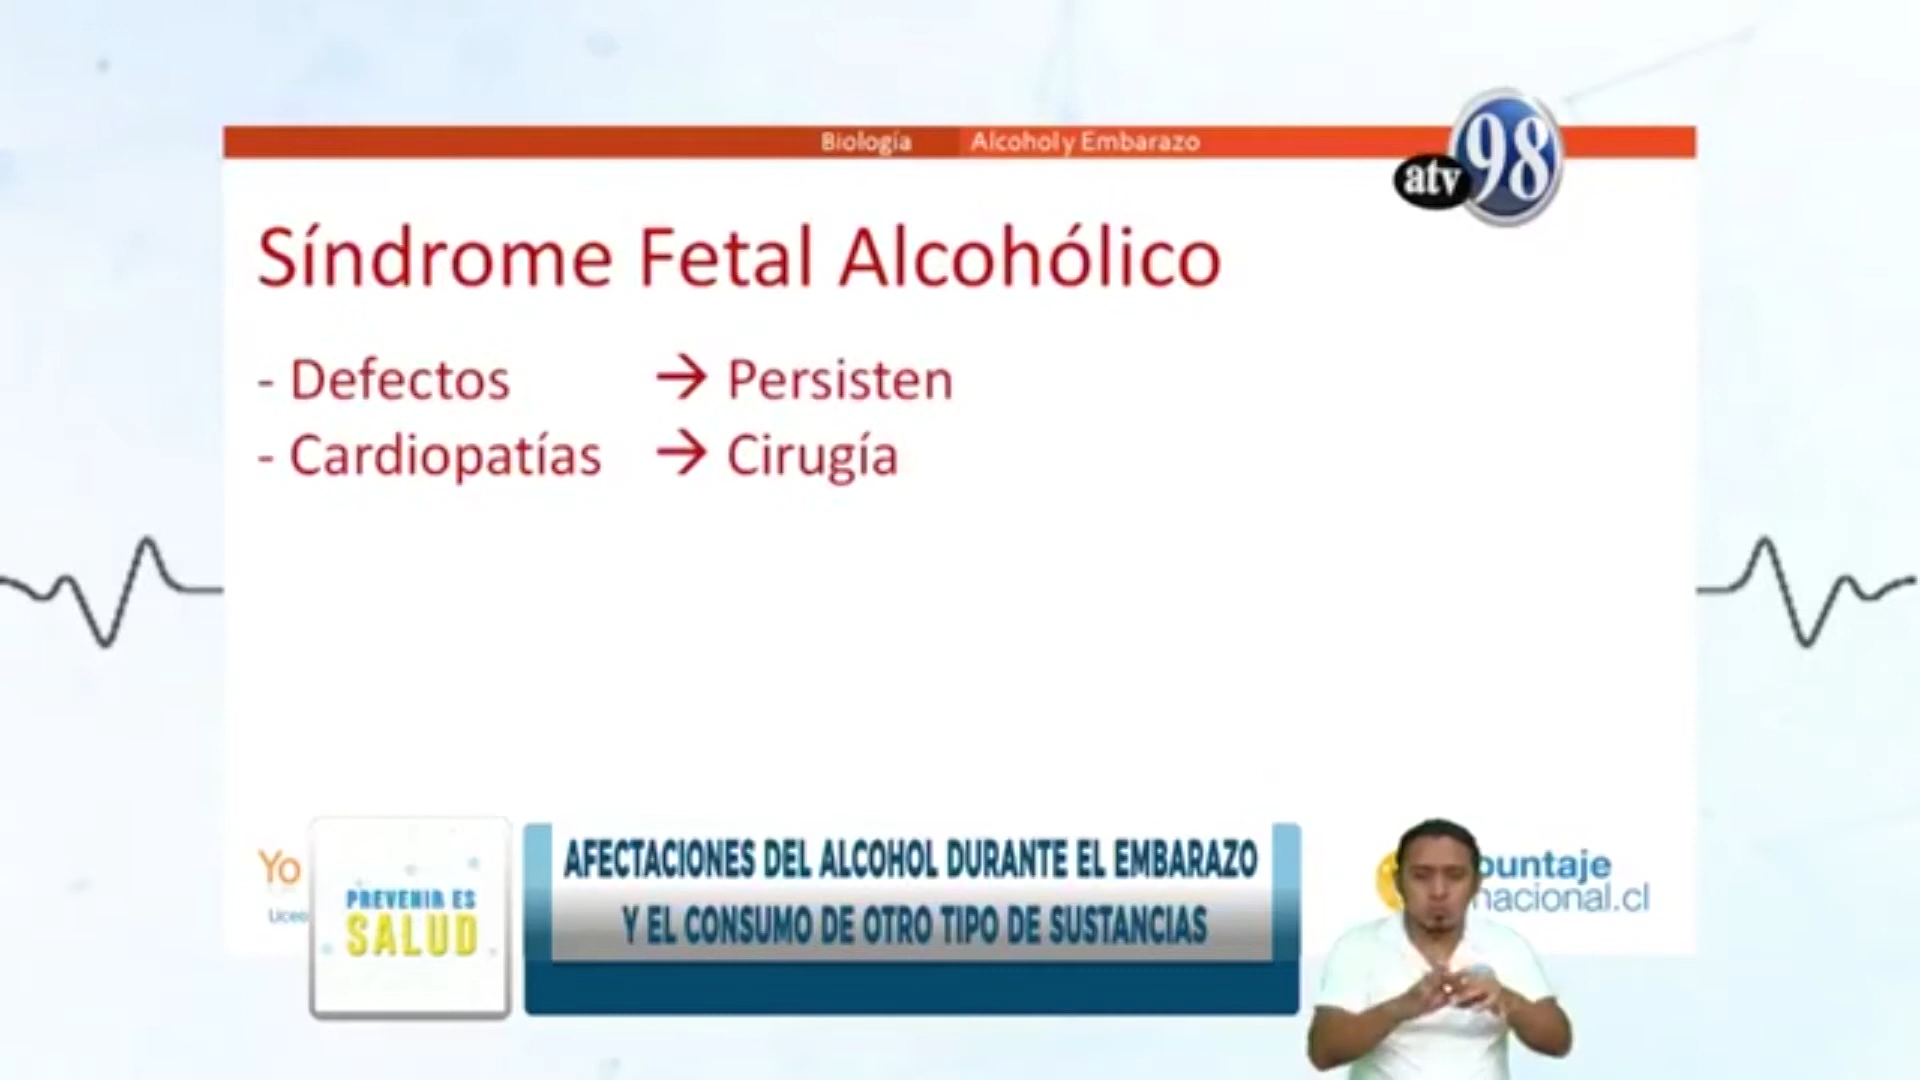 Biología Alcohol y Embarazo
atv 98
Síndrome Fetal Alcohólico
- Defectos → Persisten
- Cardiopatías → Cirugía
Yo
Liceo
PREVENIR ES
SALUD
AFECTACIONES DEL ALCOHOL DURANTE EL EMBARAZO
Y EL CONSUMO DE OTRO TIPO DE SUSTANCIAS
puntaje
nacional.cl